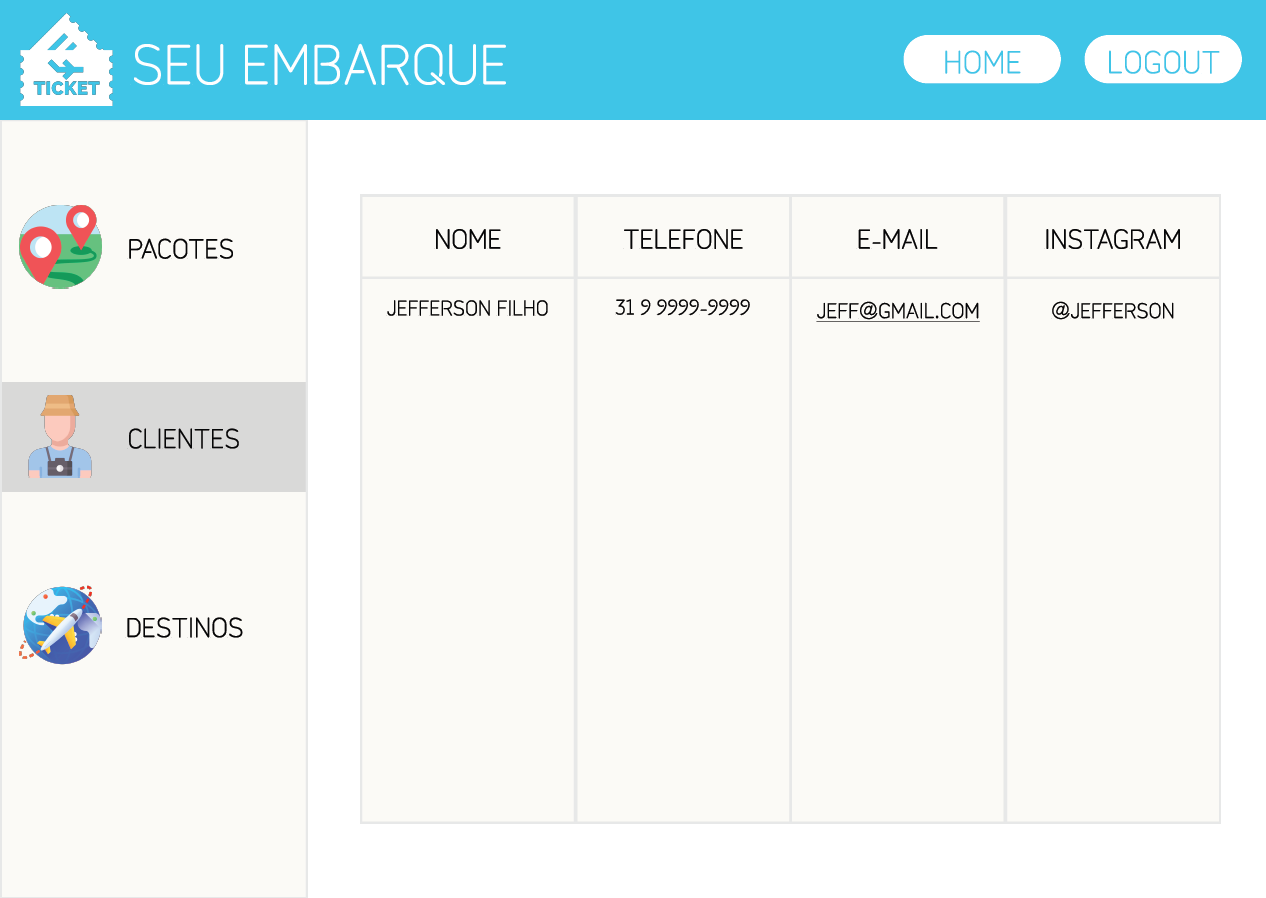 TICKET
SEU EMBARQUE
HOME
LOGOUT
PACOTES
CLIENTES
DESTINOS
NOME TELEFONE E-MAIL INSTAGRAM
JEFFERSON FILHO 31 9 9999-9999 JEFF@GMAIL.COM @JEFFERSON